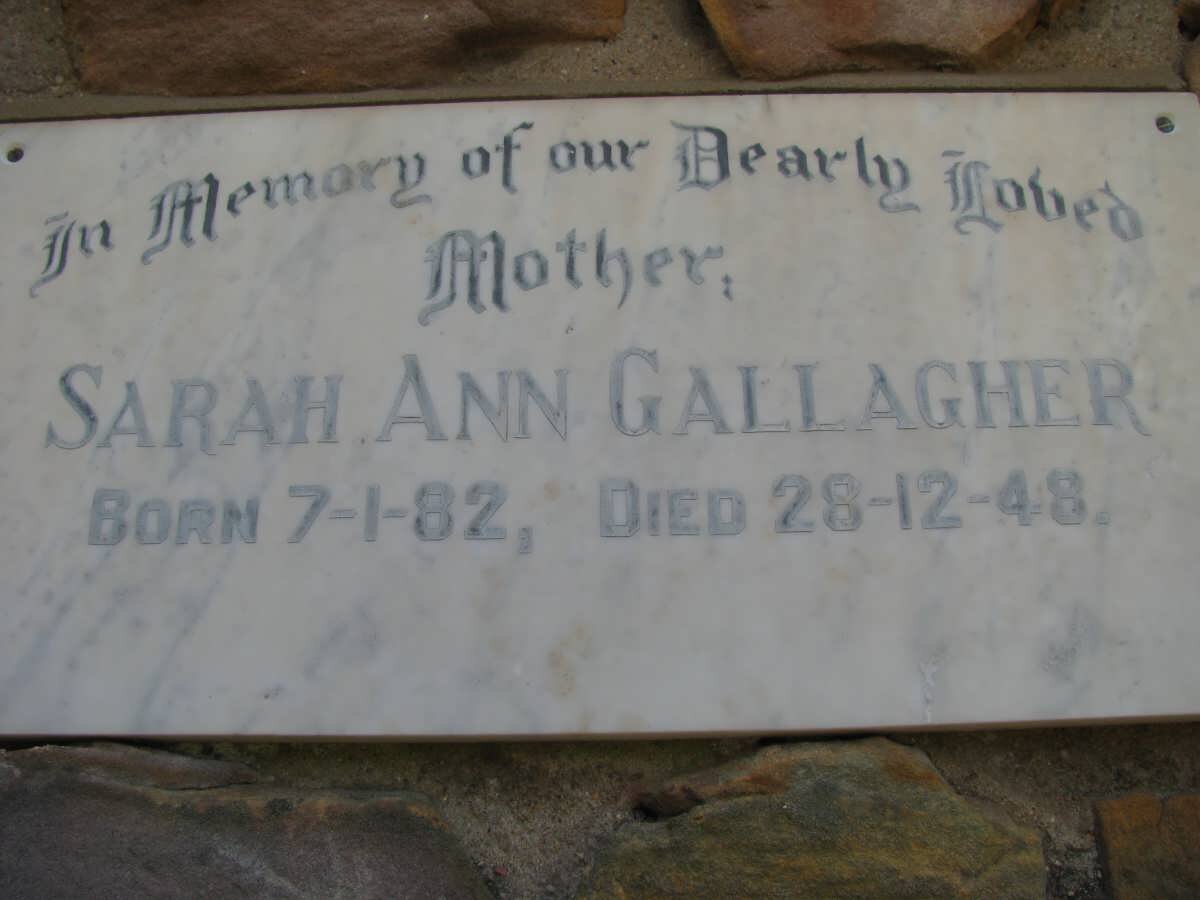 In Memory of our Dearly Loved
Mother;
SARAH ANN GALLAGHER
BORN 7-1-82, DIED 28-12-48.